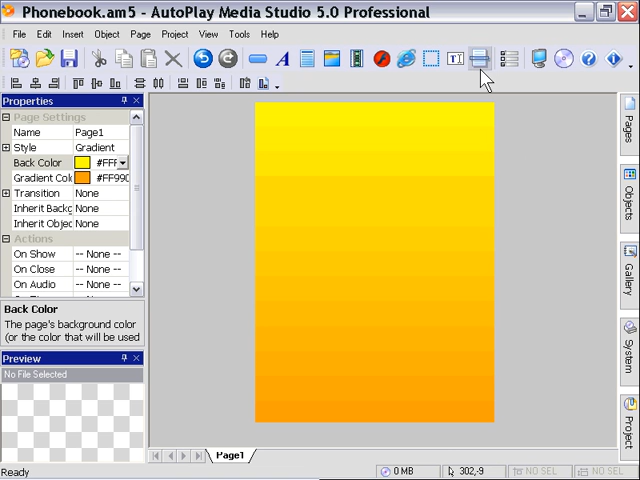 Phonebook.am5 - AutoPlay Media Studio 5.0 Professional
File Edit Insert Object Page View Tools Help
Properties
Page Settings
Name Page1
Style Gradient
Back Color #FFF
Gradient Colo #FF990
Transition None
Inherit Backg None
Inherit Objec None
Actions
On Show -- None --
On Close -- None --
On Audio -- None --
Back Color
The page's background color
(or the color that will be used
Preview
No File Selected
Pages
Objects
Gallery
System
Project
Page1
Ready
0 MB
302,-9
NO SEL
NO SEL